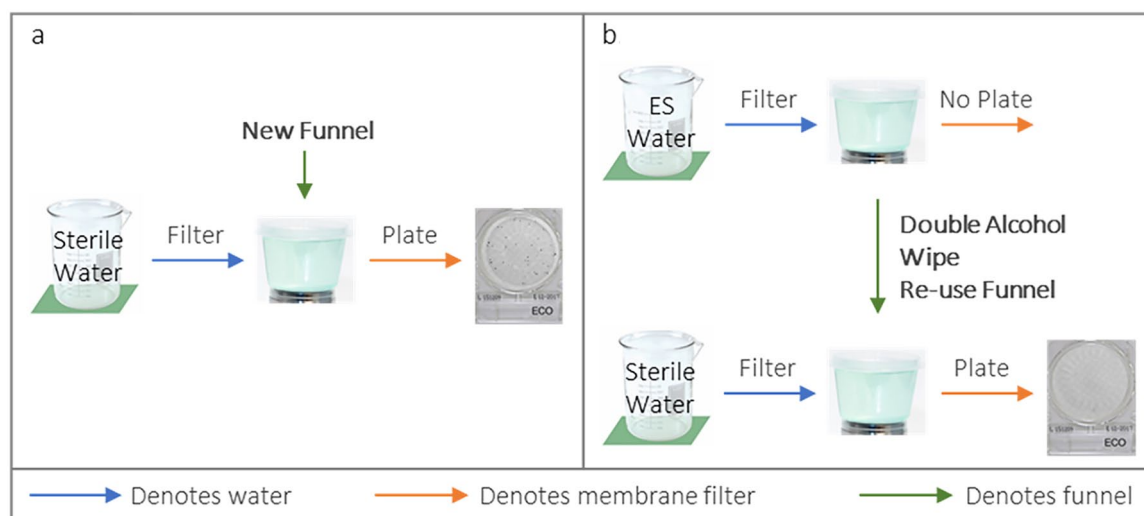 a
New Funnel
Sterile
Water
Filter
Plate
ECO
b
ES
Water
Filter
No Plate
Double Alcohol
Wipe
Re-use Funnel
Sterile
Water
Filter
Plate
ECO
Denotes water
Denotes membrane filter
Denotes funnel